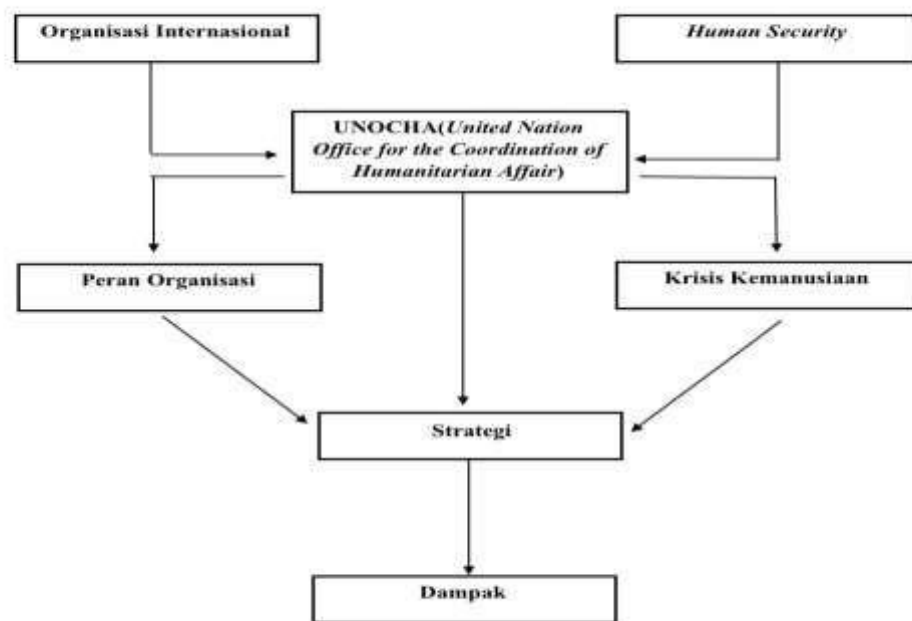 Organisasi Internasional
Human Security
UNOCHA(United Nation
Office for the Coordination of
Humanitarian Affair)
Peran Organisasi
Krisis Kemanusiaan
Strategi
Dampak